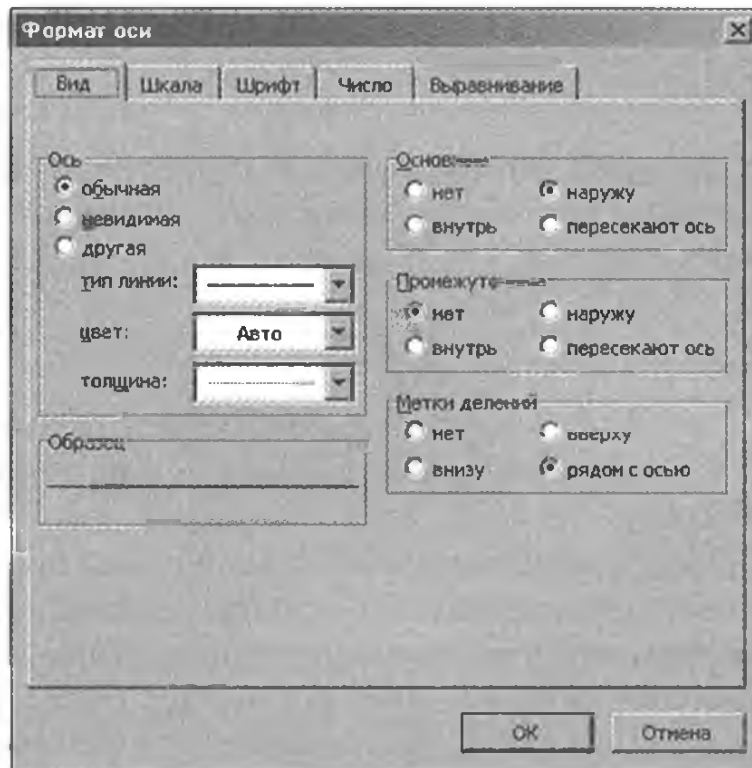 Формат оси
Вид Шкала Шрифт Число Выравнивание
Ось
обычная
невидимая
другая
тип линии:
цвет: Авто
толщина:
Образец
нет наружу
внутрь пересекают ось
нет наружу
внутрь пересекают ось
Метки делений
нет вверху
внизу рядом с осью
ОК Отмена